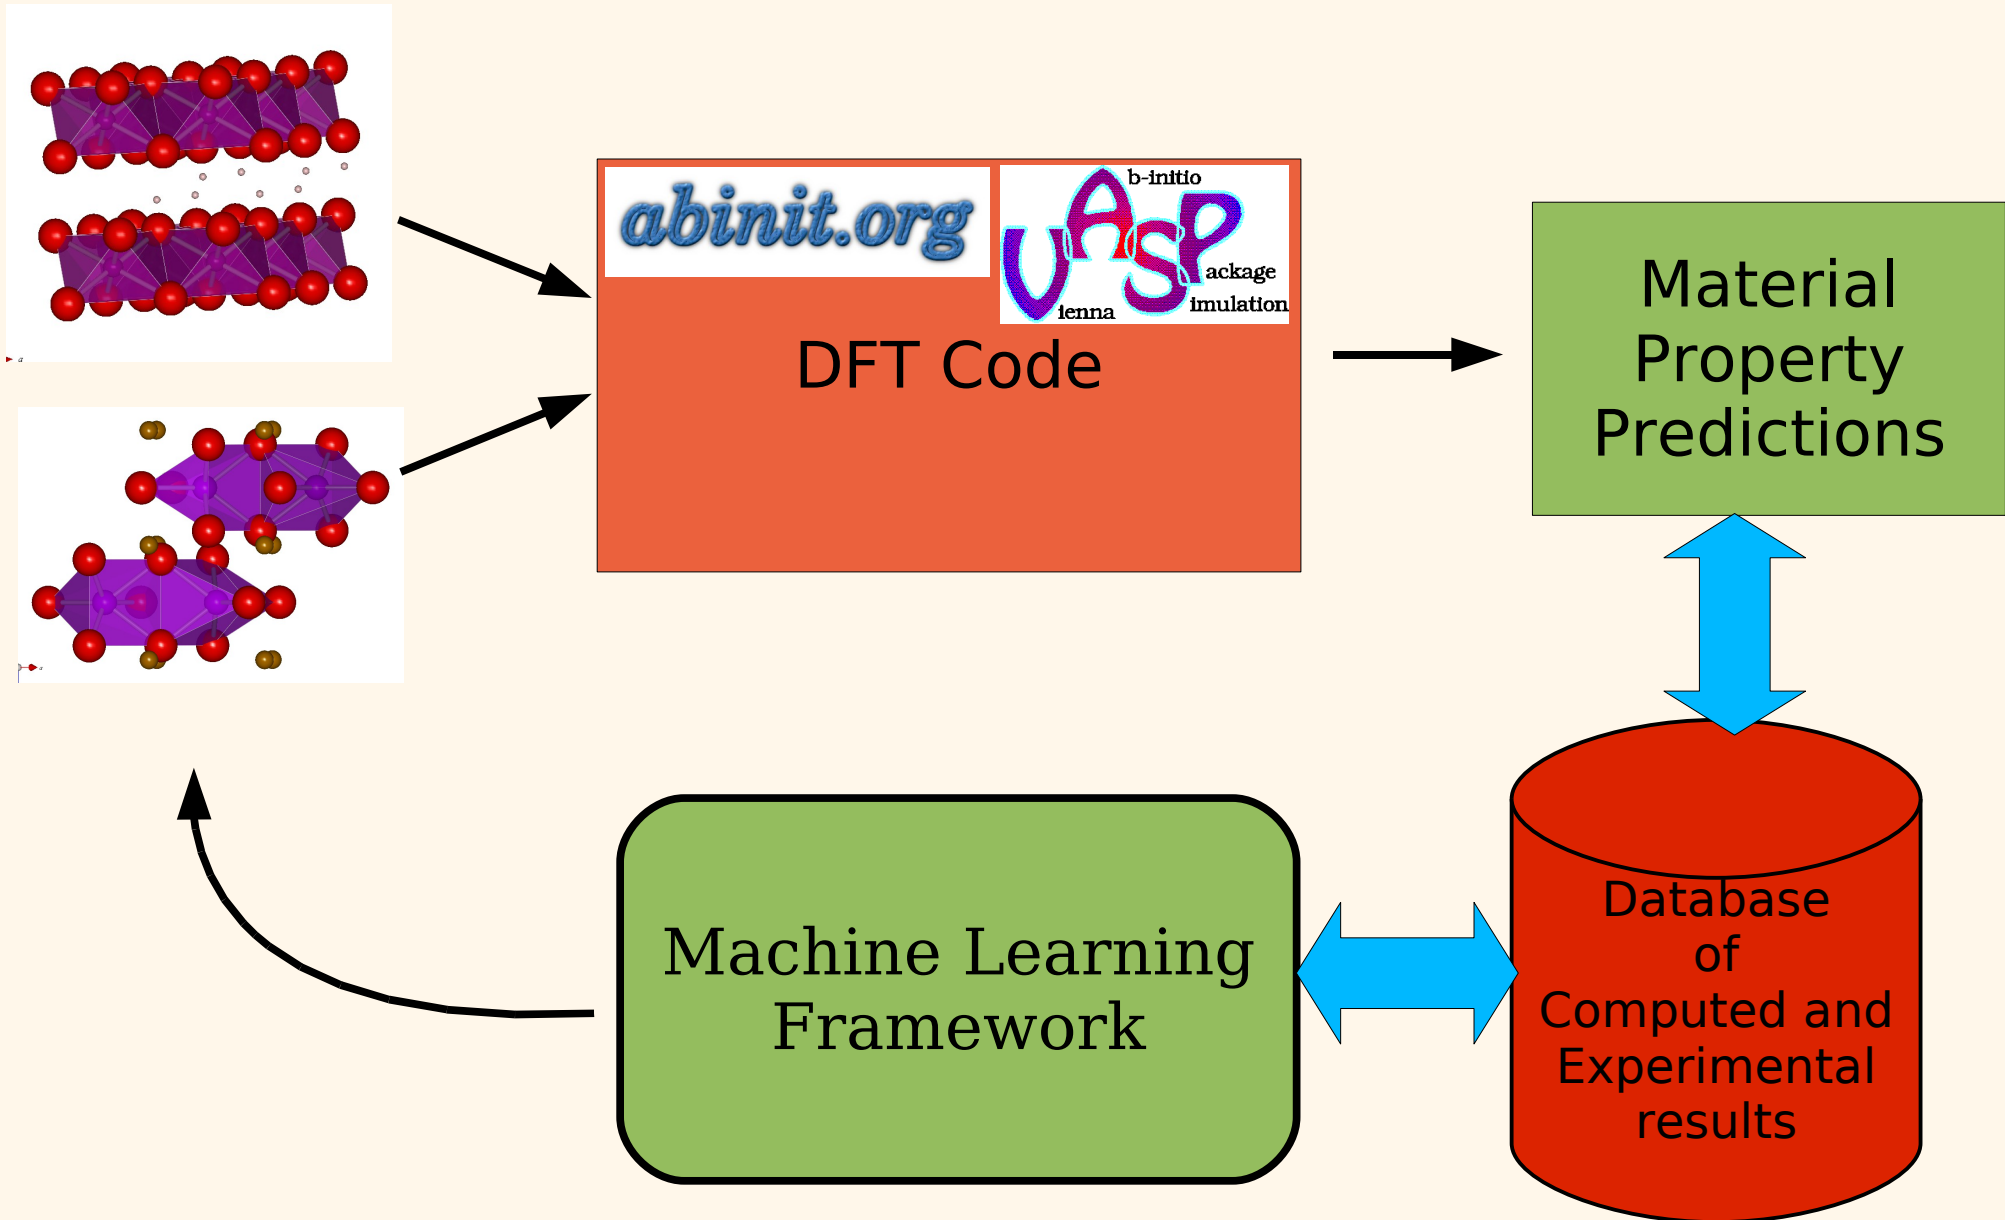 abinit.org
b-initio
VASP
ackage
imulation
ienna
DFT Code
Material
Property
Predictions
Machine Learning
Framework
Database
of
Computed and
Experimental
results